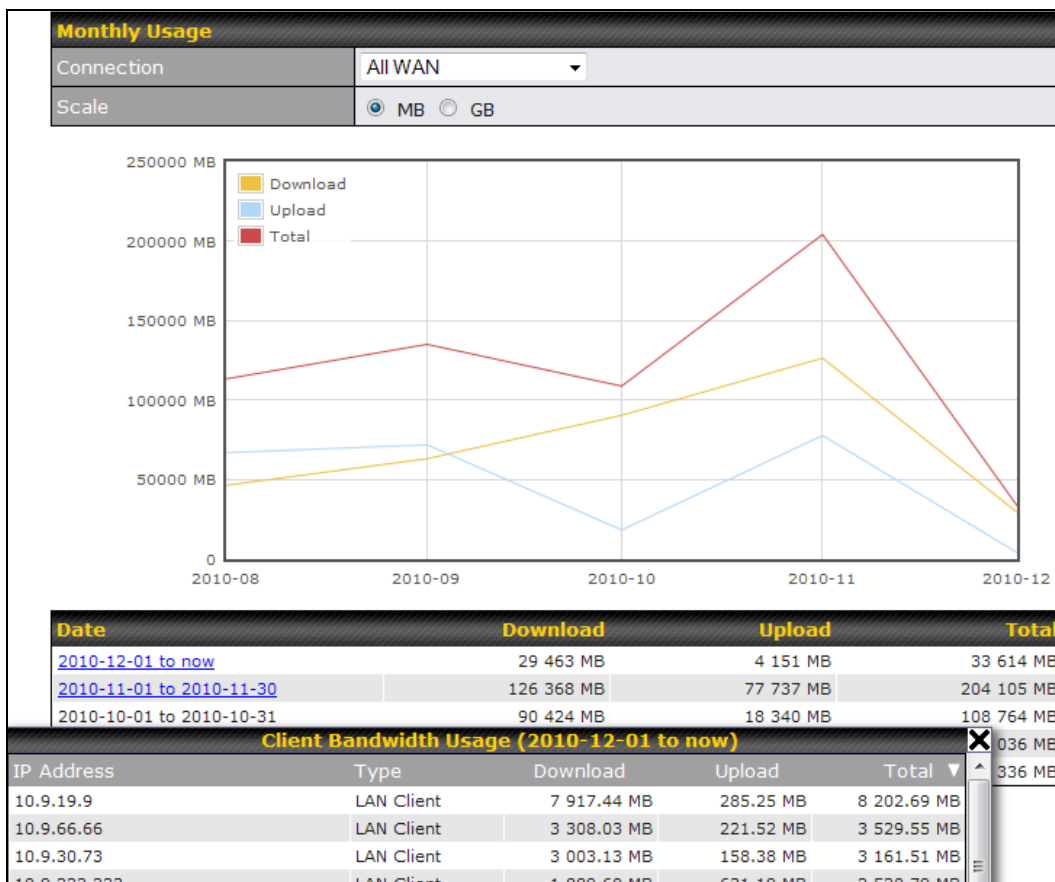 Monthly Usage
Connection All WAN
Scale MB GB
250000 MB
200000 MB
150000 MB
100000 MB
50000 MB
0
Download
Upload
Total
2010-08 2010-09 2010-10 2010-11 2010-12
Date Download Upload Total
2010-12-01 to now 29 463 MB 4 151 MB 33 614 MB
2010-11-01 to 2010-11-30 126 368 MB 77 737 MB 204 105 MB
2010-10-01 to 2010-10-31 90 424 MB 18 340 MB 108 764 MB
036 MB
336 MB
Client Bandwidth Usage (2010-12-01 to now)
IP Address Type Download Upload Total ▼
10.9.19.9 LAN Client 7 917.44 MB 285.25 MB 8 202.69 MB
10.9.66.66 LAN Client 3 308.03 MB 221.52 MB 3 529.55 MB
10.9.30.73 LAN Client 3 003.13 MB 158.38 MB 3 161.51 MB
LAN Client